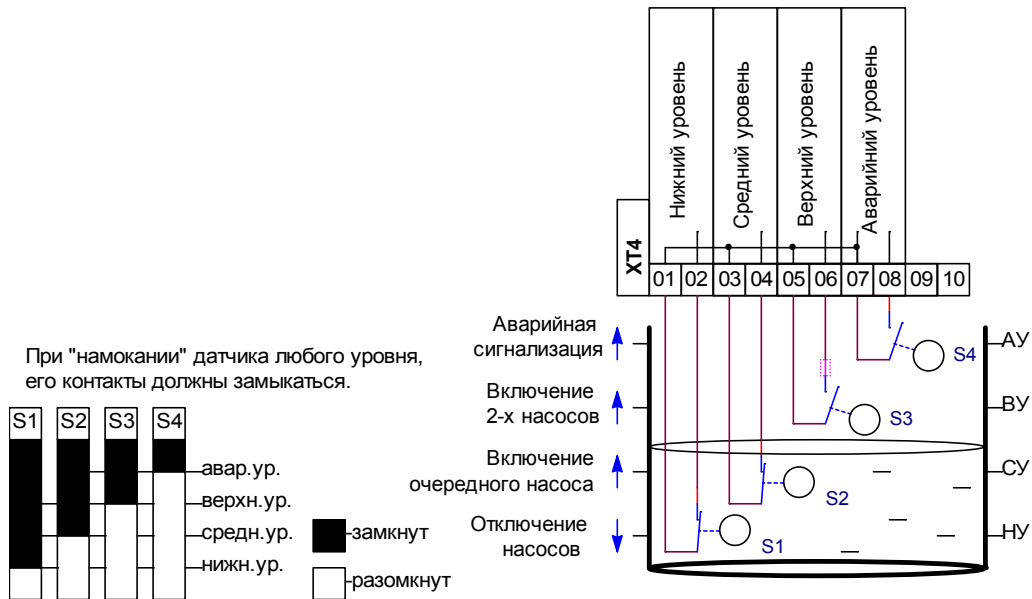 Нижний уровень
Средний уровень
Верхний уровень
Аварийный уровень
XT4
01 02 03 04 05 06 07 08 09 10
Аварийная
сигнализация
АУ
S4
При "намокании" датчика любого уровня,
его контакты должны замыкаться.
Включение
2-х насосов
ВУ
S3
S1 S2 S3 S4
авар.ур.
верхн.ур.
средн.ур.
нижн.ур.
замкнут
разомкнут
Включение
очередного насоса
СУ
S2
Отключение
насосов
НУ
S1